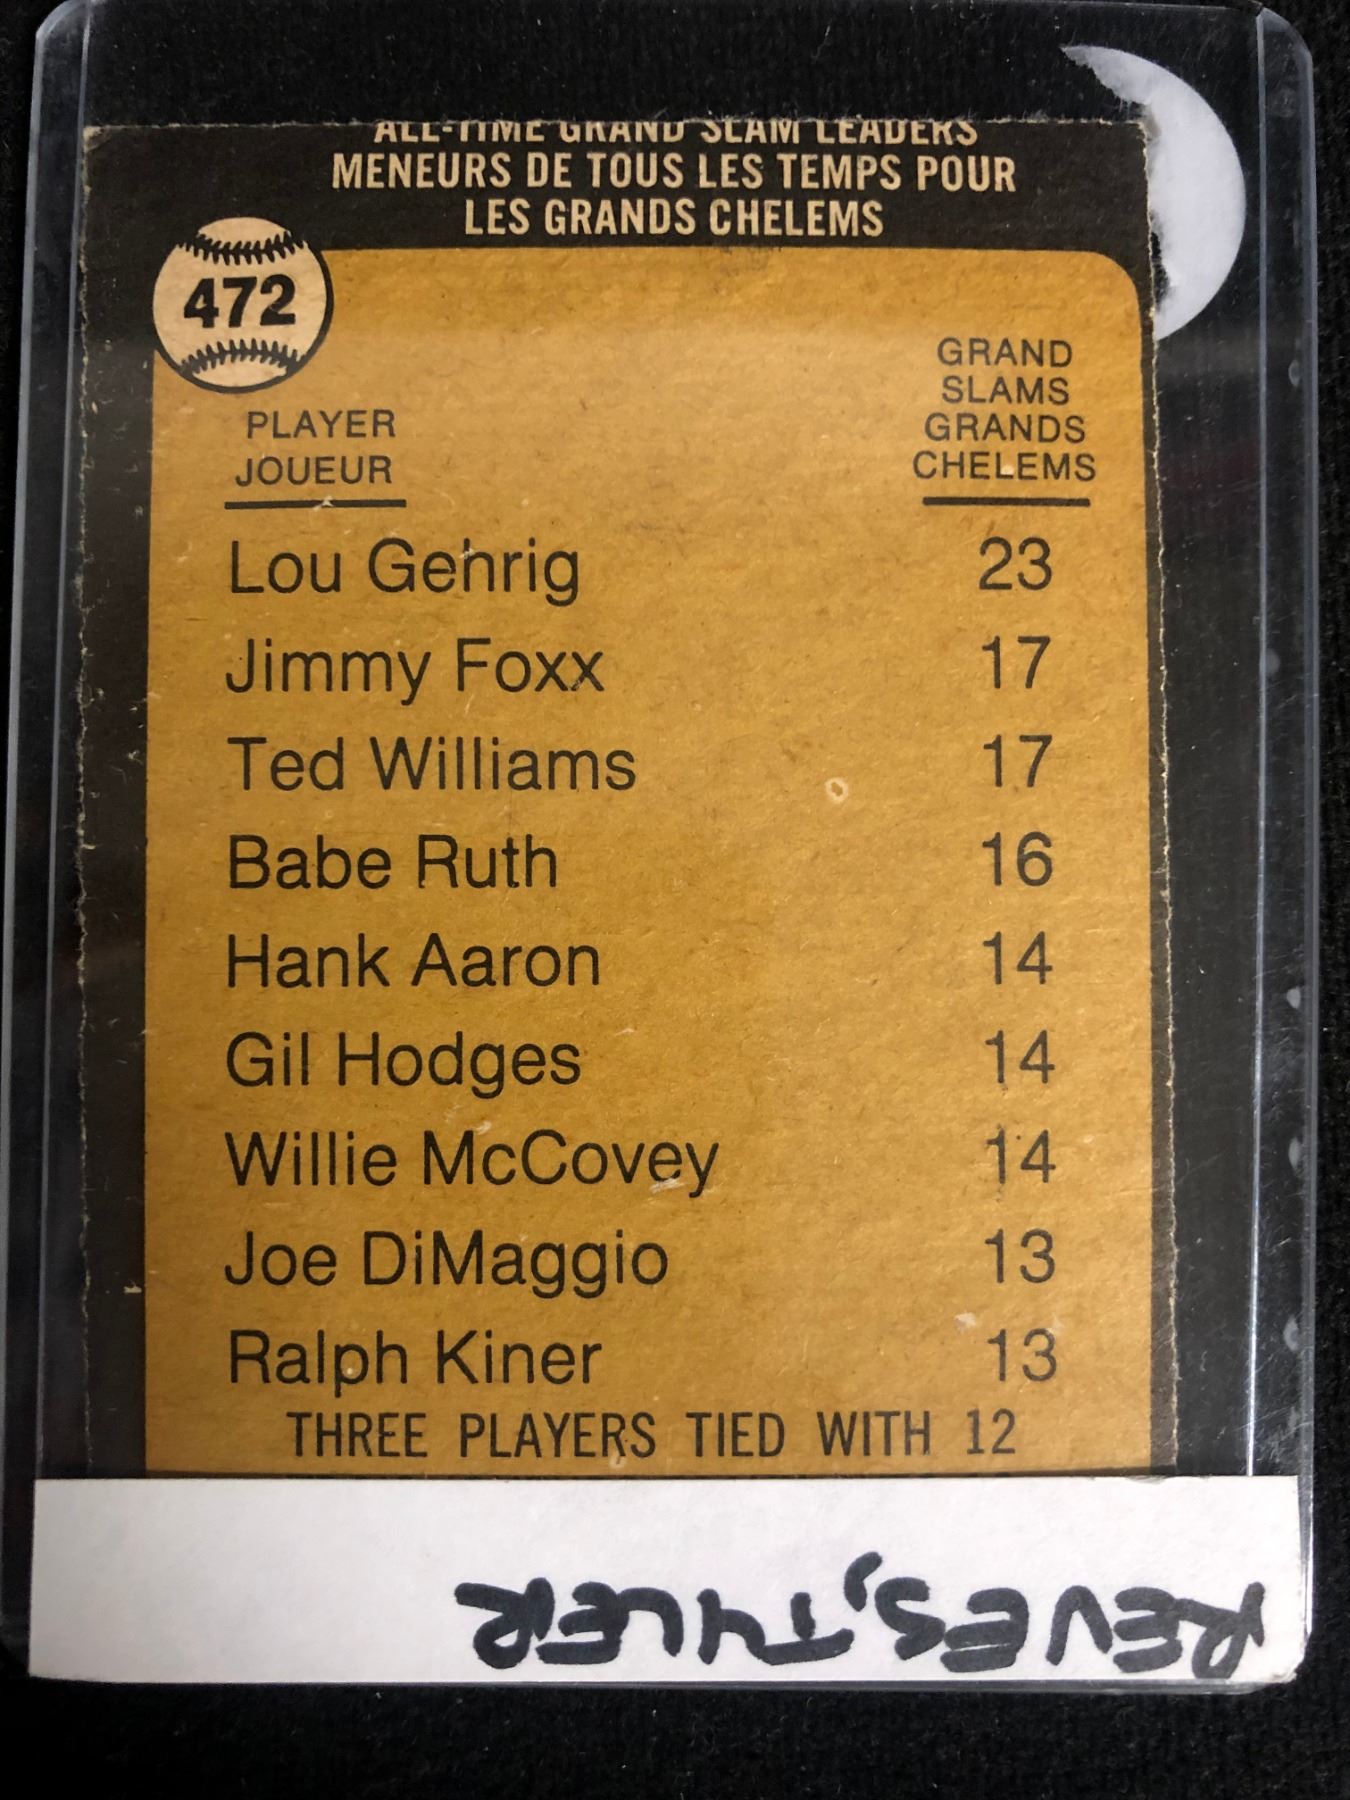 ALL-TIME GRAND SLAM LEADERS
MENEURS DE TOUS LES TEMPS POUR
LES GRANDS CHELEMS
472
PLAYER
JOUEUR
GRAND
SLAMS
GRANDS
CHELEMS
Lou Gehrig 23
Jimmy Foxx 17
Ted Williams 17
Babe Ruth 16
Hank Aaron 14
Gil Hodges 14
Willie McCovey 14
Joe DiMaggio 13
Ralph Kiner 13
THREE PLAYERS TIED WITH 12
REVES, TYLER